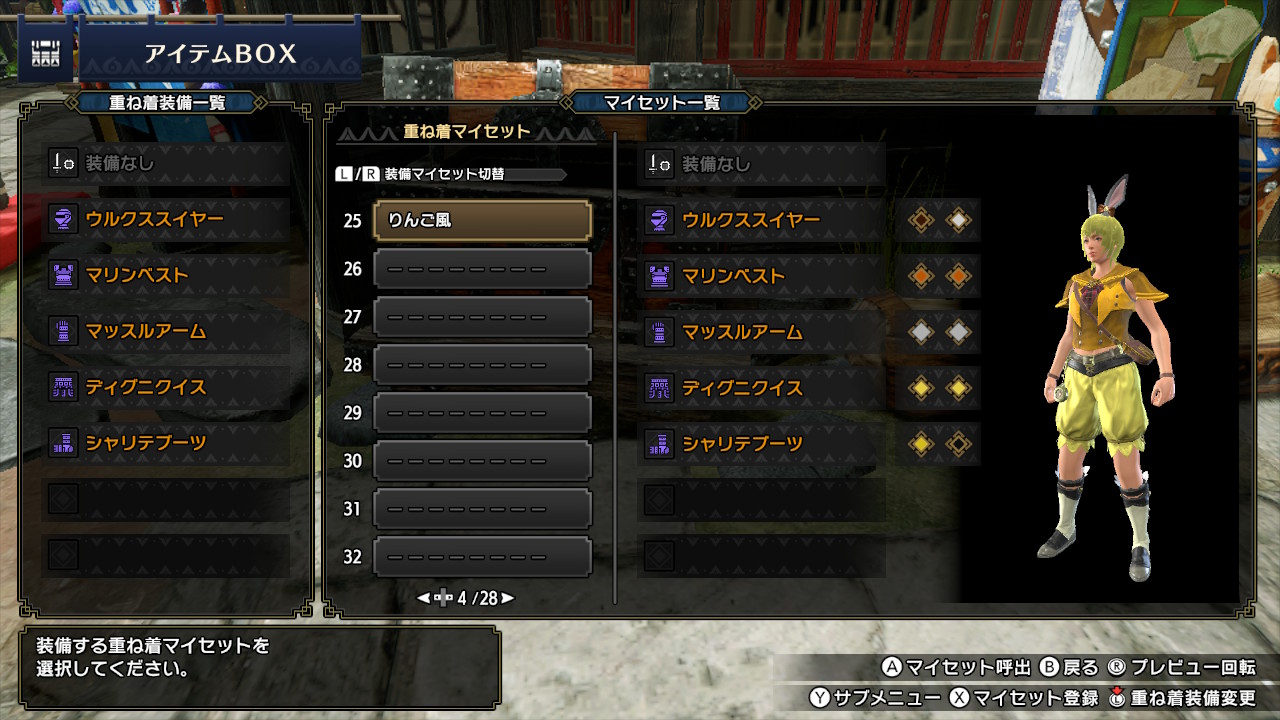 アイテムBOX
重ね着装備一覧
装備なし
ウルクススイヤー
マリンベスト
マッスルアーム
ディグニクイス
シャリテブーツ
マイセット一覧
重ね着マイセット
L/R 装備マイセット切替
25 りんご風
26 --------
27 --------
28 --------
29 --------
30 --------
31 --------
32 --------
4/28
装備なし
ウルクススイヤー
マリンベスト
マッスルアーム
ディグニクイス
シャリテブーツ
装備する重ね着マイセットを
選択してください。
Aマイセット呼出 B戻る Rプレビュー回転
Yサブメニュー Xマイセット登録 L重ね着装備変更